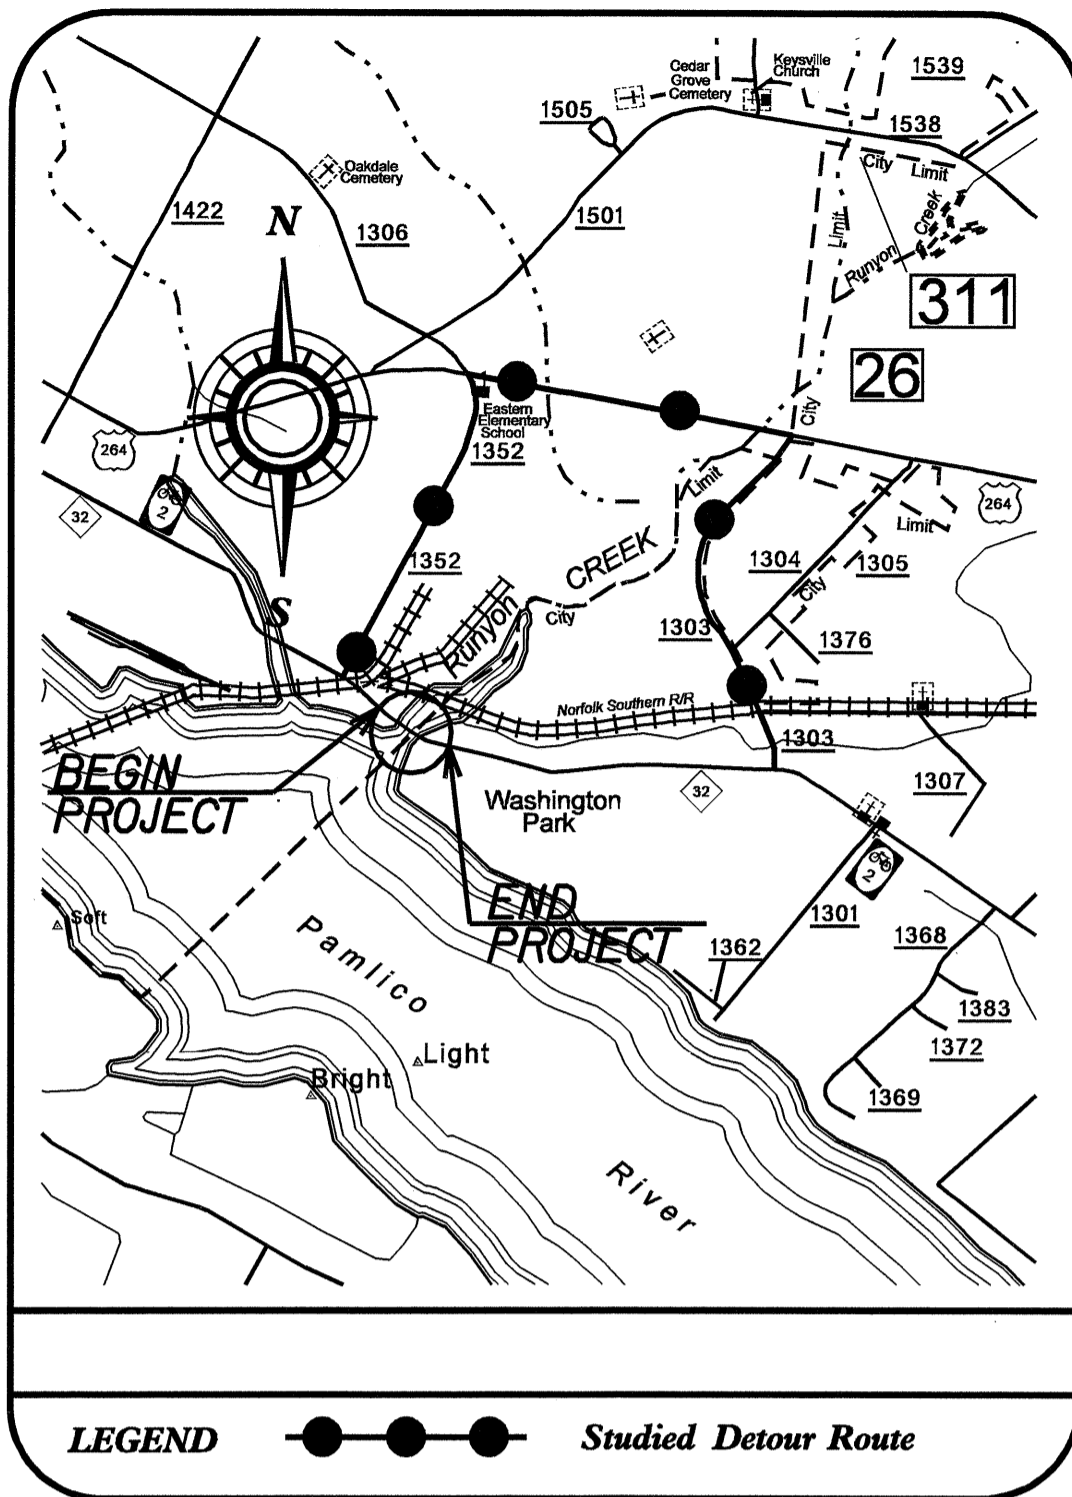 Cedar
Grove
Cemetery
Keysville
Church
1539
1505
1538
City Limit
Oakdale
Cemetery
1422
1306
1501
N
Limit
Runyon
Creek
311
26
City
Eastern
Elementary
School
1352
264
32
2
Limit
264
Limit
CREEK
1352
1304
1305
City
S
Runyon
City
1303
1376
Norfolk Southern R/R
1303
BEGIN
PROJECT
32
1307
Washington
Park
2
END
PROJECT
Soft
1301
1368
Pamlico
1362
1383
1372
Light
Bright
1369
River
LEGEND Studied Detour Route